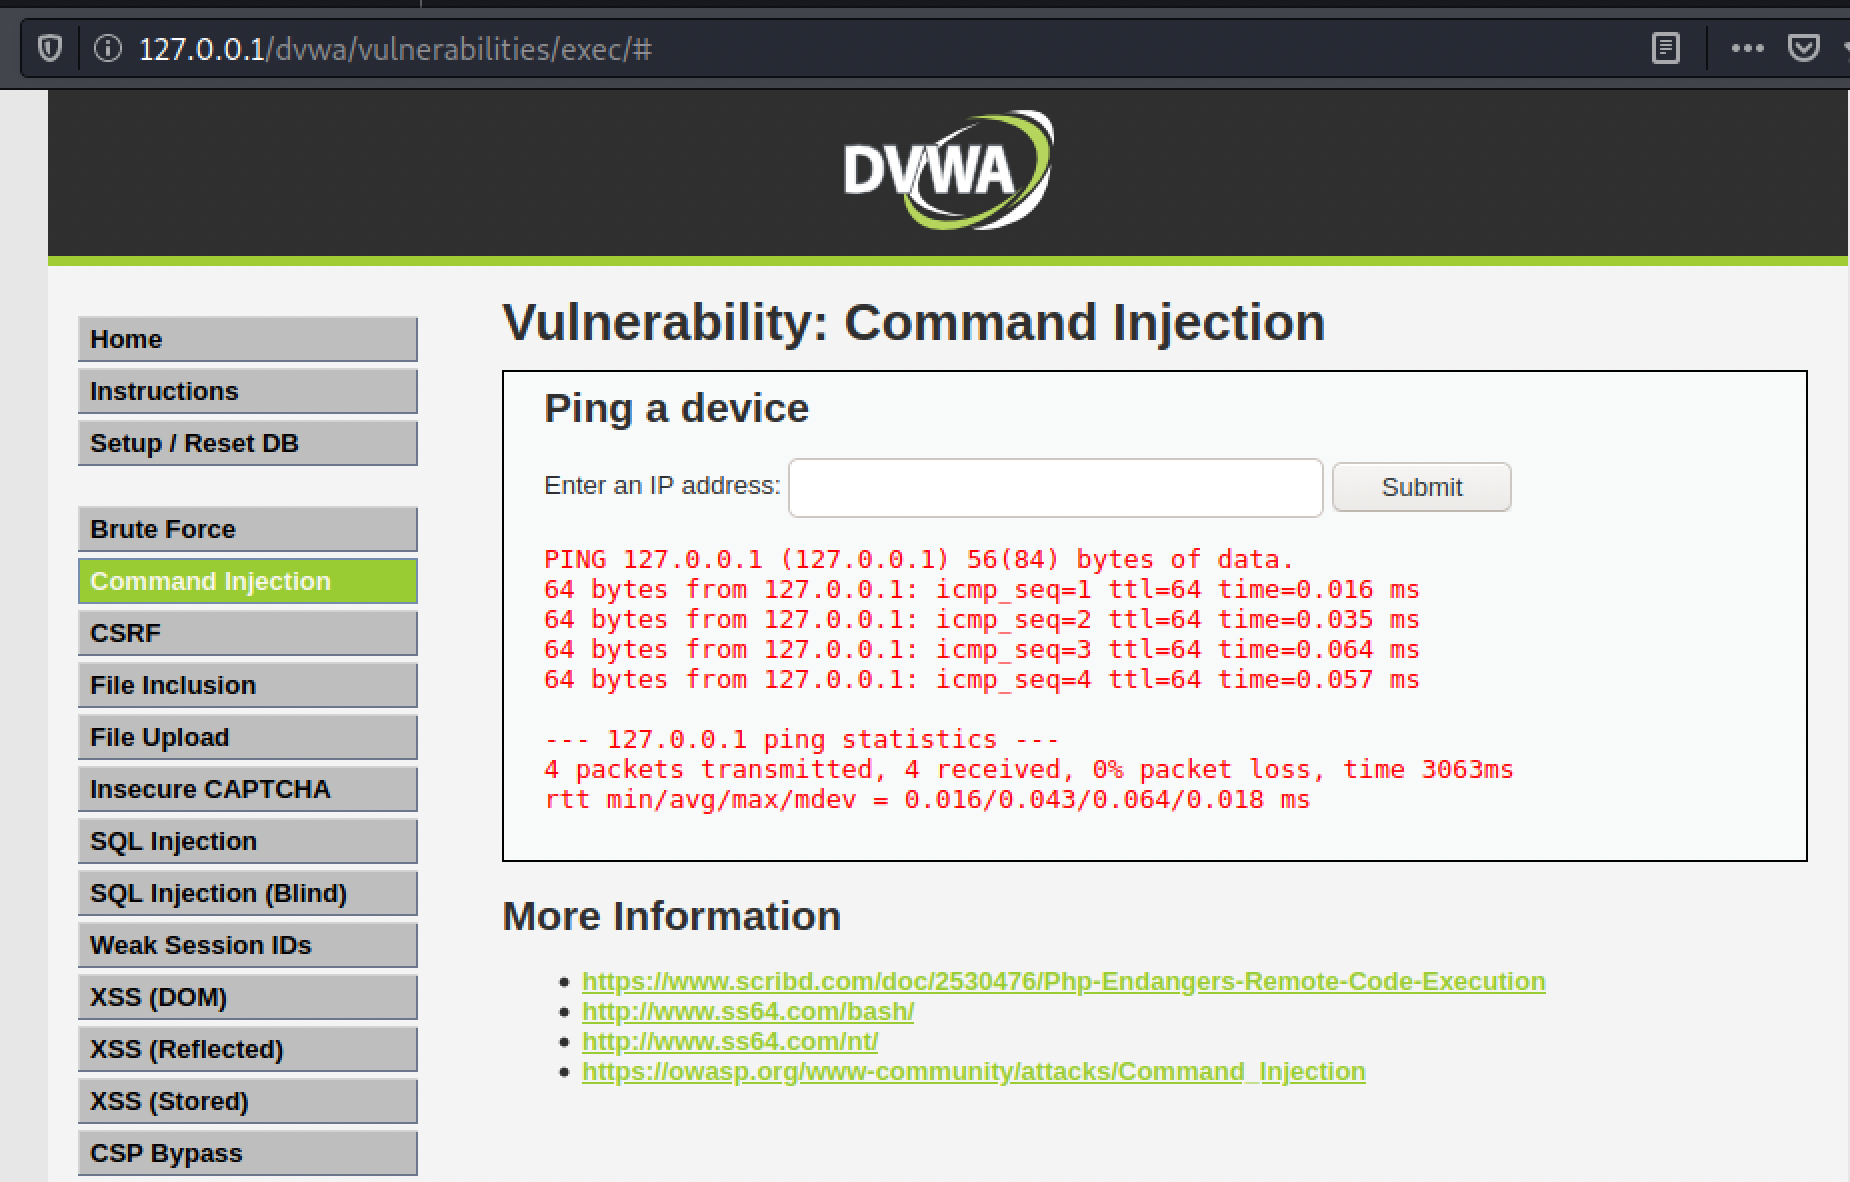 127.0.0.1/dvwa/vulnerabilities/exec/#
DVWA
Home
Instructions
Setup / Reset DB
Brute Force
Command Injection
CSRF
File Inclusion
File Upload
Insecure CAPTCHA
SQL Injection
SQL Injection (Blind)
Weak Session IDs
XSS (DOM)
XSS (Reflected)
XSS (Stored)
CSP Bypass
Vulnerability: Command Injection
Ping a device
Enter an IP address: Submit
PING 127.0.0.1 (127.0.0.1) 56(84) bytes of data.
64 bytes from 127.0.0.1: icmp_seq=1 ttl=64 time=0.016 ms
64 bytes from 127.0.0.1: icmp_seq=2 ttl=64 time=0.035 ms
64 bytes from 127.0.0.1: icmp_seq=3 ttl=64 time=0.064 ms
64 bytes from 127.0.0.1: icmp_seq=4 ttl=64 time=0.057 ms
--- 127.0.0.1 ping statistics ---
4 packets transmitted, 4 received, 0% packet loss, time 3063ms
rtt min/avg/max/mdev = 0.016/0.043/0.064/0.018 ms
More Information
https://www.scribd.com/doc/2530476/Php-Endangers-Remote-Code-Execution
http://www.ss64.com/bash/
http://www.ss64.com/nt/
https://owasp.org/www-community/attacks/Command_Injection